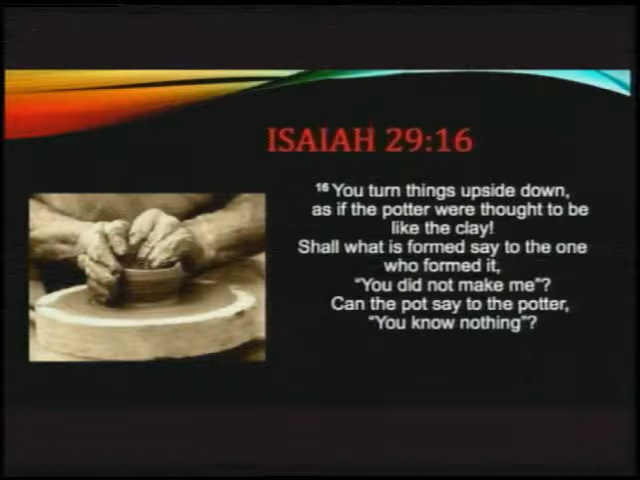 ISAIAH 29:16
16 You turn things upside down,
as if the potter were thought to be
like the clay!
Shall what is formed say to the one
who formed it,
“You did not make me”?
Can the pot say to the potter,
“You know nothing”?